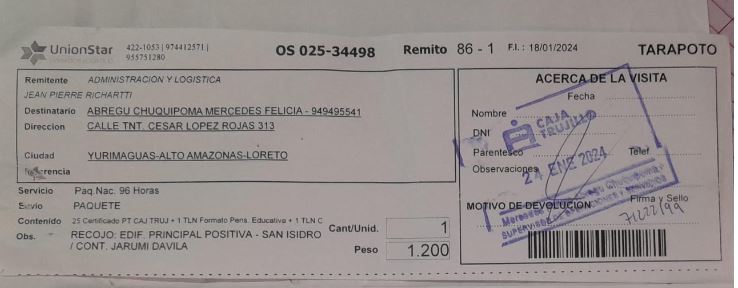 UnionStar
422-1053 | 974412571 |
955751280
OS 025-34498
Remito 86 - 1
F.I. : 18/01/2024
TARAPOTO
Remitente ADMINISTRACION Y LOGISTICA
JEAN PIERRE RICHARTTI
Destinatario ABREGU CHUQUIPOMA MERCEDES FELICIA - 949495541
Direccion CALLE TNT. CESAR LOPEZ ROJAS 313
Ciudad YURIMAGUAS-ALTO AMAZONAS-LORETO
Servicio Paq.Nac. 96 Horas
Envio PAQUETE
Contenido 25 Certificado PT CAJ TRUJ + 1 TLN Formato Pens. Educativa + 1 TLN C
Obs. RECOJO: EDIF. PRINCIPAL POSITIVA - SAN ISIDRO
/ CONT. JARUMI DAVILA
Cant/Unid. 1
Peso 1.200
ACERCA DE LA VISITA
Fecha
Nombre
DNI
Parentesco
Telef
Observaciones
MOTIVO DE DEVOLUCION
Firma y Sello
CAJA
TRUJILLO
24 ENE 2024